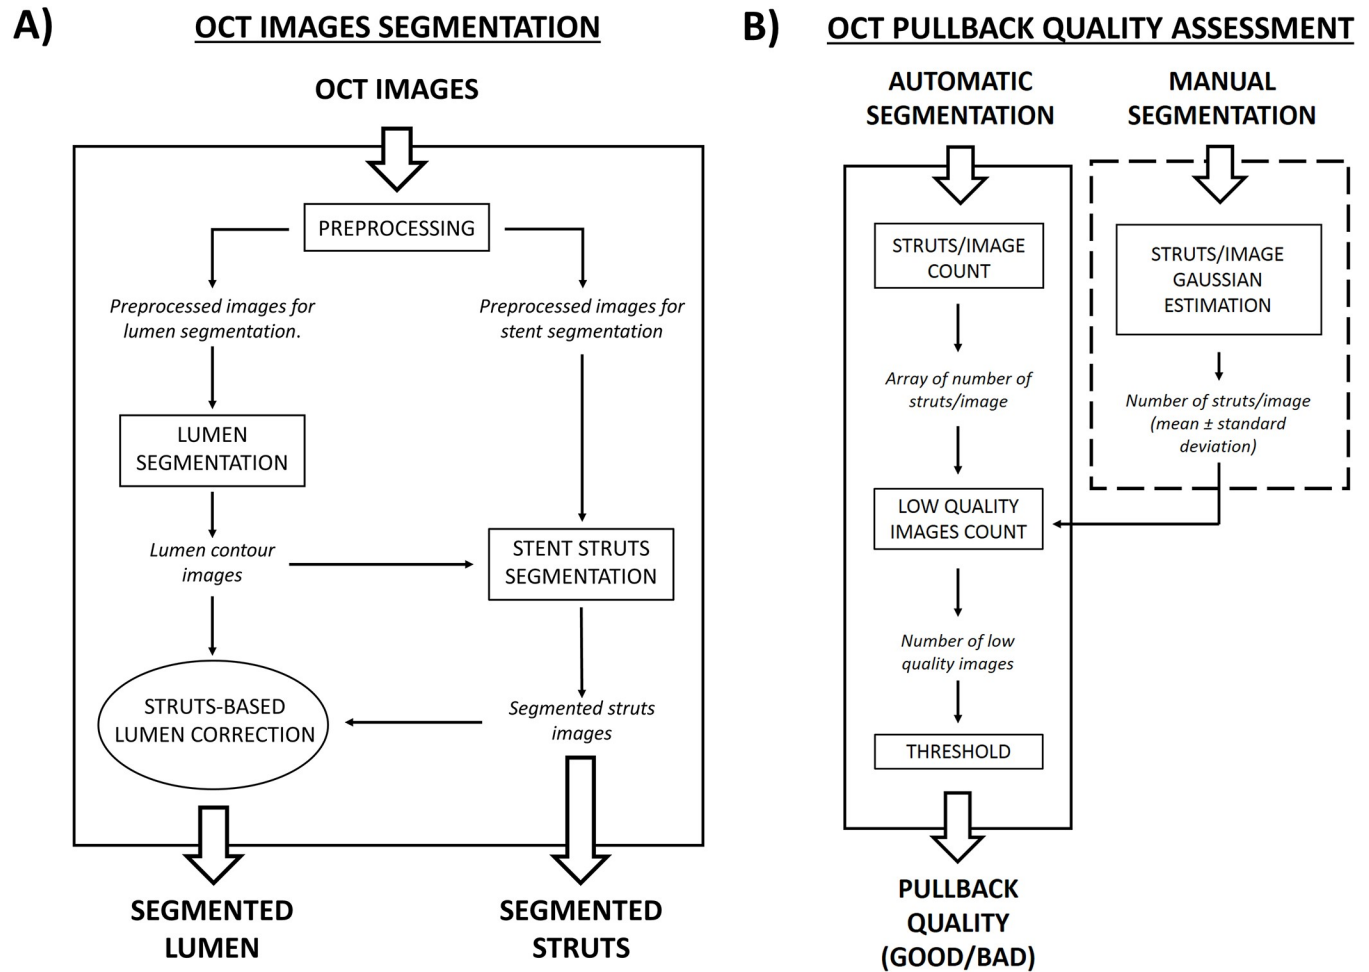 A)
OCT IMAGES SEGMENTATION
OCT IMAGES
PREPROCESSING
Preprocessed images for
lumen segmentation.
Preprocessed images for
stent segmentation
LUMEN
SEGMENTATION
Lumen contour
images
STENT STRUTS
SEGMENTATION
STRUTS-BASED
LUMEN CORRECTION
Segmented struts
images
SEGMENTED
LUMEN
SEGMENTED
STRUTS
B)
OCT PULLBACK QUALITY ASSESSMENT
AUTOMATIC
SEGMENTATION
MANUAL
SEGMENTATION
STRUTS/IMAGE
COUNT
STRUTS/IMAGE
GAUSSIAN
ESTIMATION
Array of number of
struts/image
Number of struts/image
(mean ± standard
deviation)
LOW QUALITY
IMAGES COUNT
Number of low
quality images
THRESHOLD
PULLBACK
QUALITY
(GOOD/BAD)